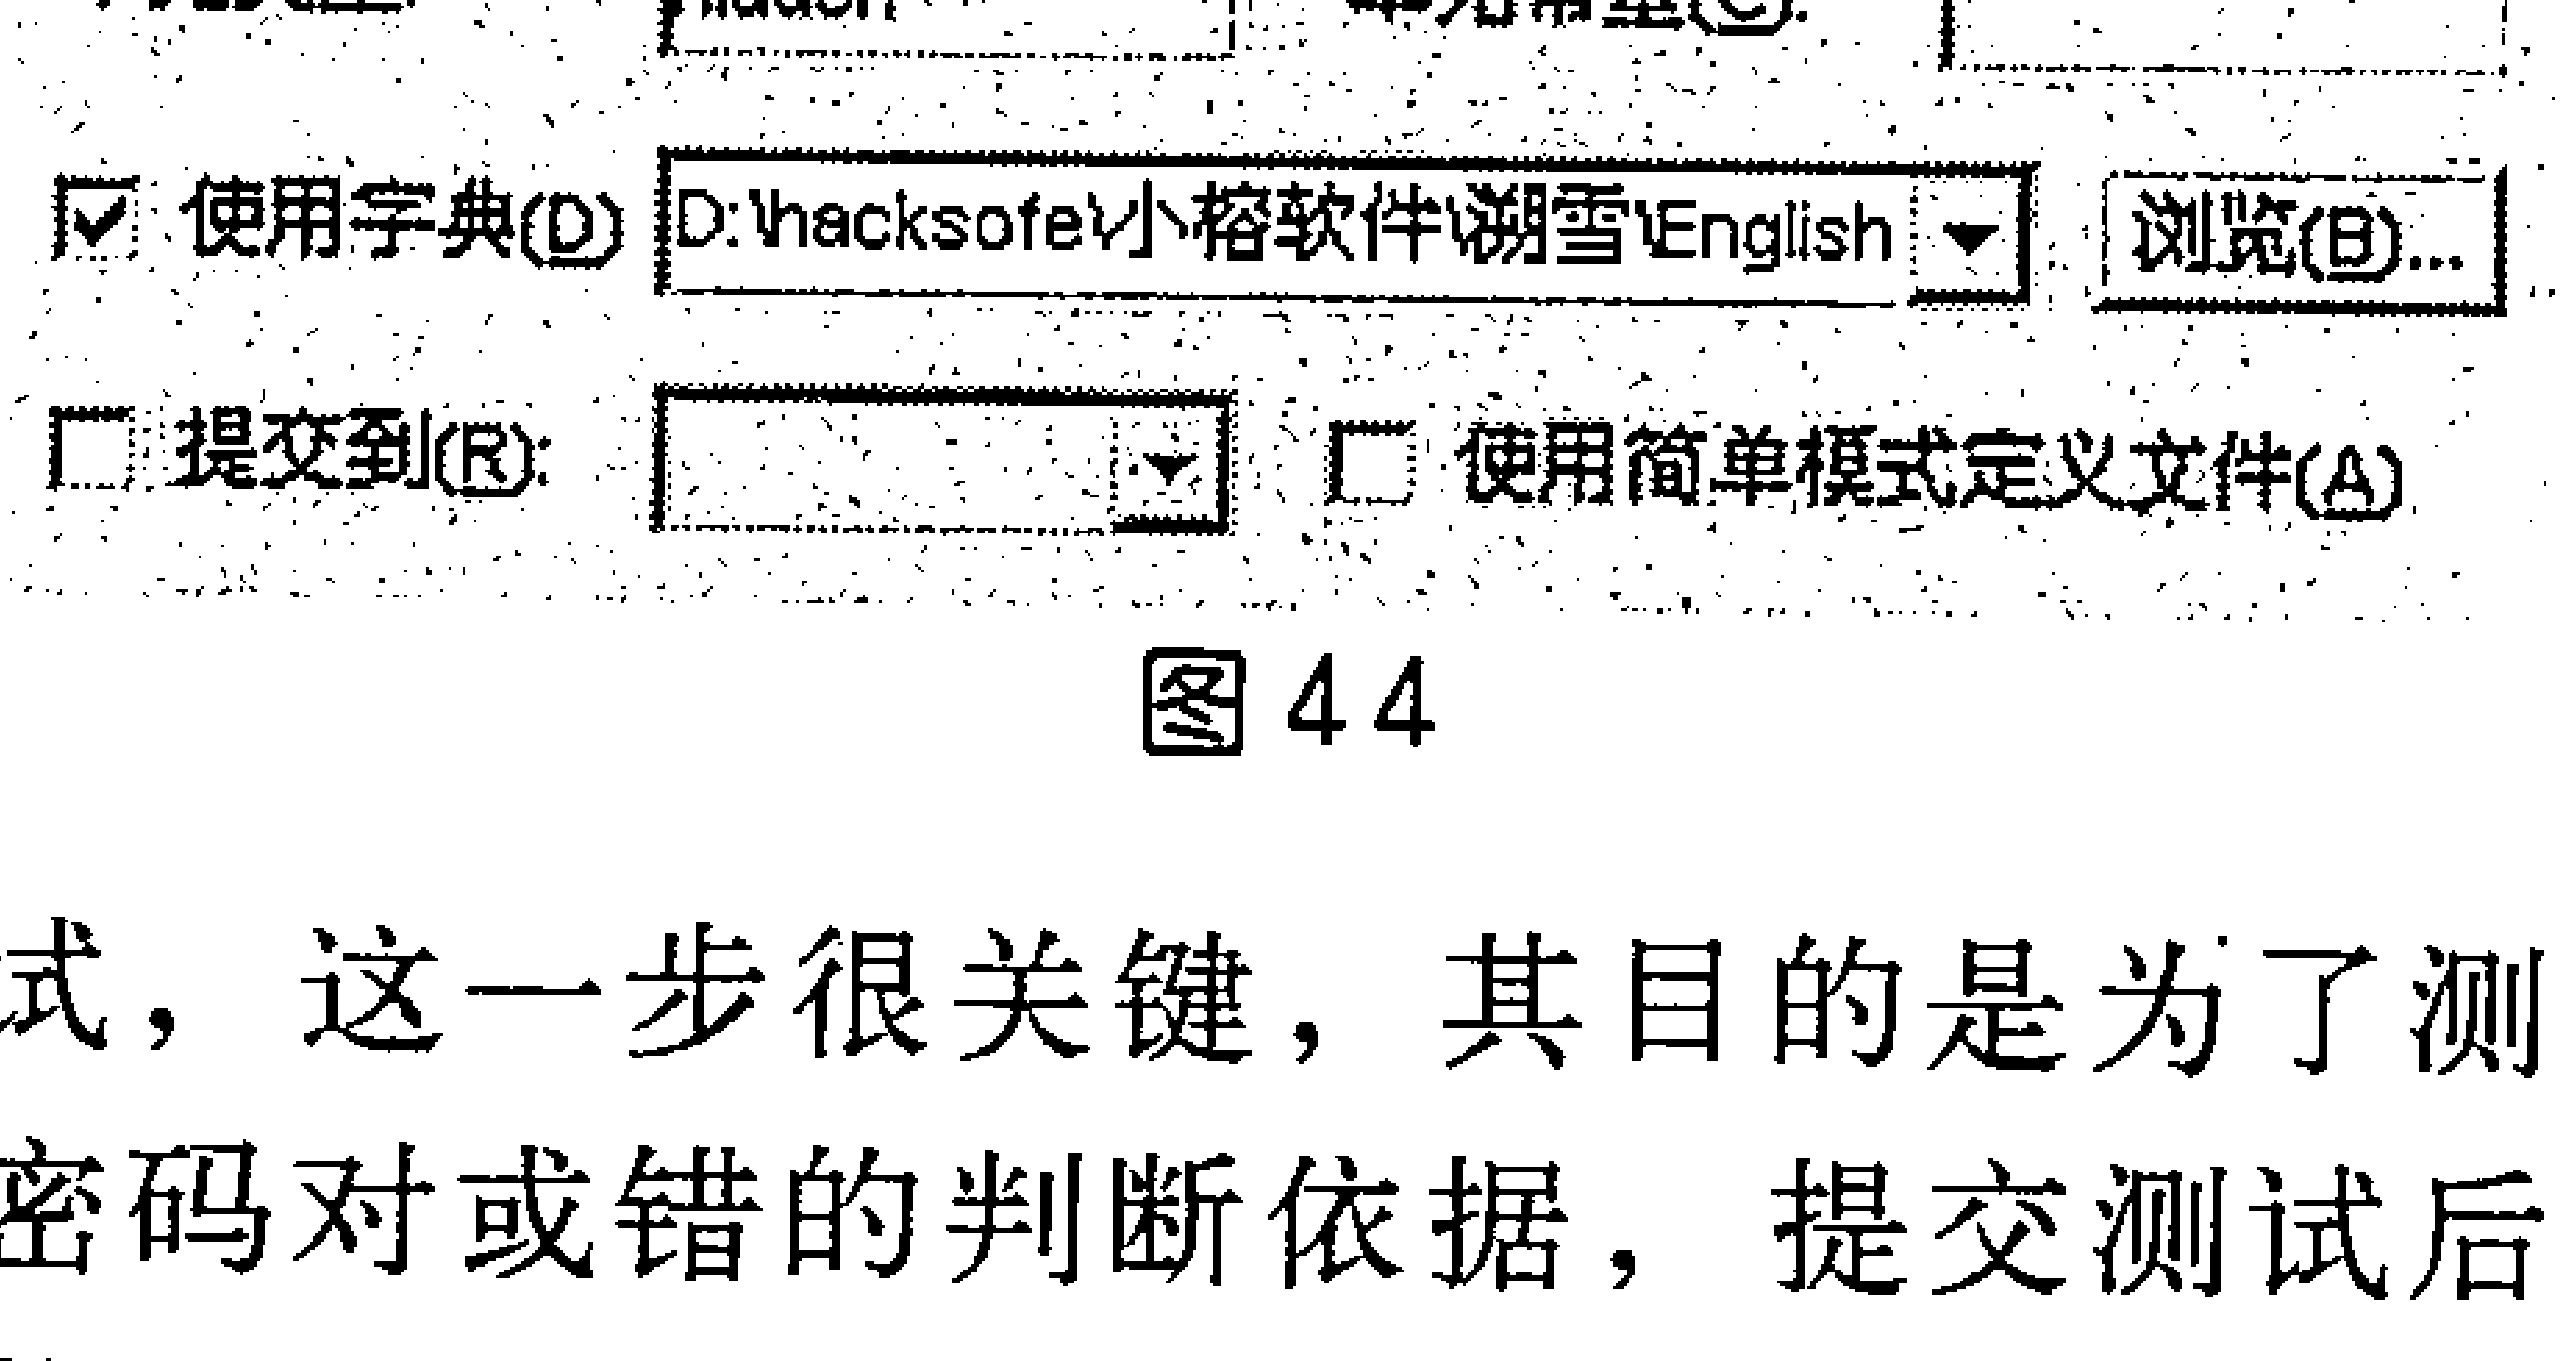 ☑ 使用字典(D) D:\hacksofe\小榕软件\溯雪\English 浏览(B)...
提交到(R): 使用简单模式定义文件(A)
图 44
式，这一步很关键，其目的是为了测
密码对或错的判断依据，提交测试后